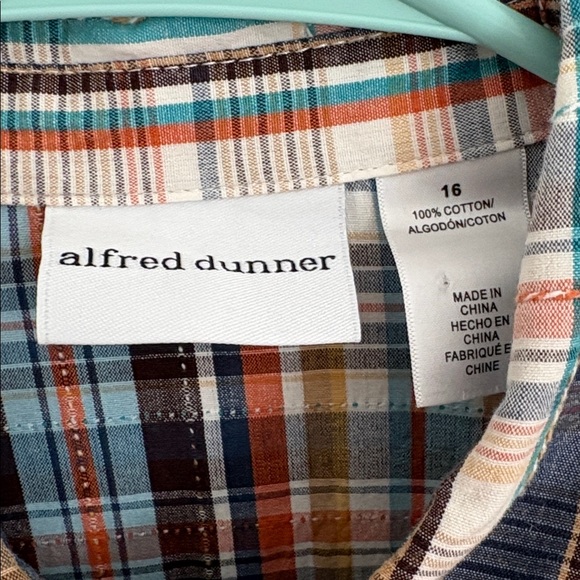 alfred dunner
16
100% COTTON/
ALGODÓN/COTON
MADE IN
CHINA
HECHO EN
CHINA
FABRIQUÉ E
CHINE